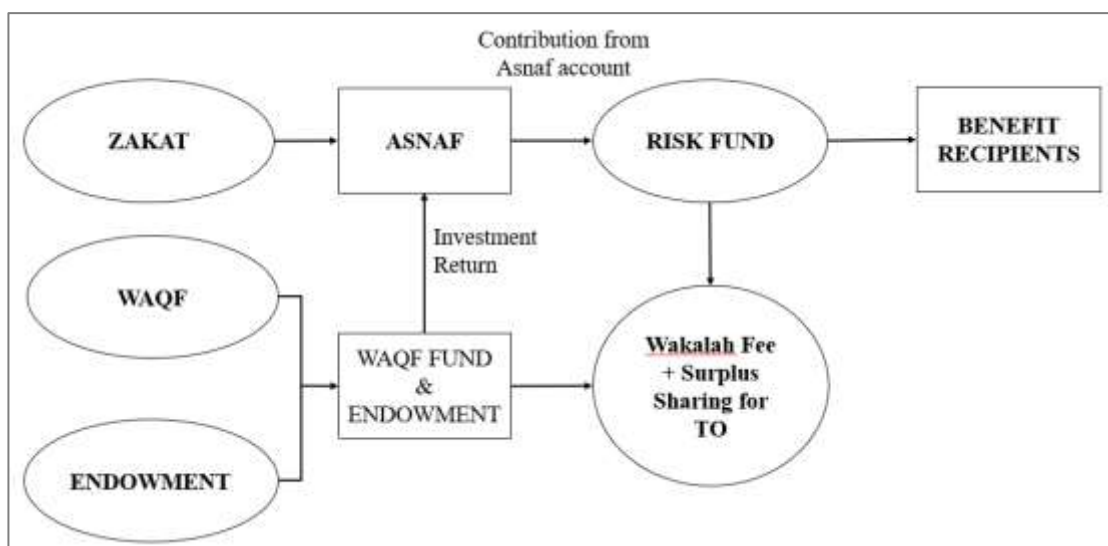 Contribution from
Asnaf account
ZAKAT
ASNAF
RISK FUND
BENEFIT
RECIPIENTS
Investment
Return
WAQF
WAQF FUND
&
ENDOWMENT
Wakalah Fee
+ Surplus
Sharing for
TO
ENDOWMENT